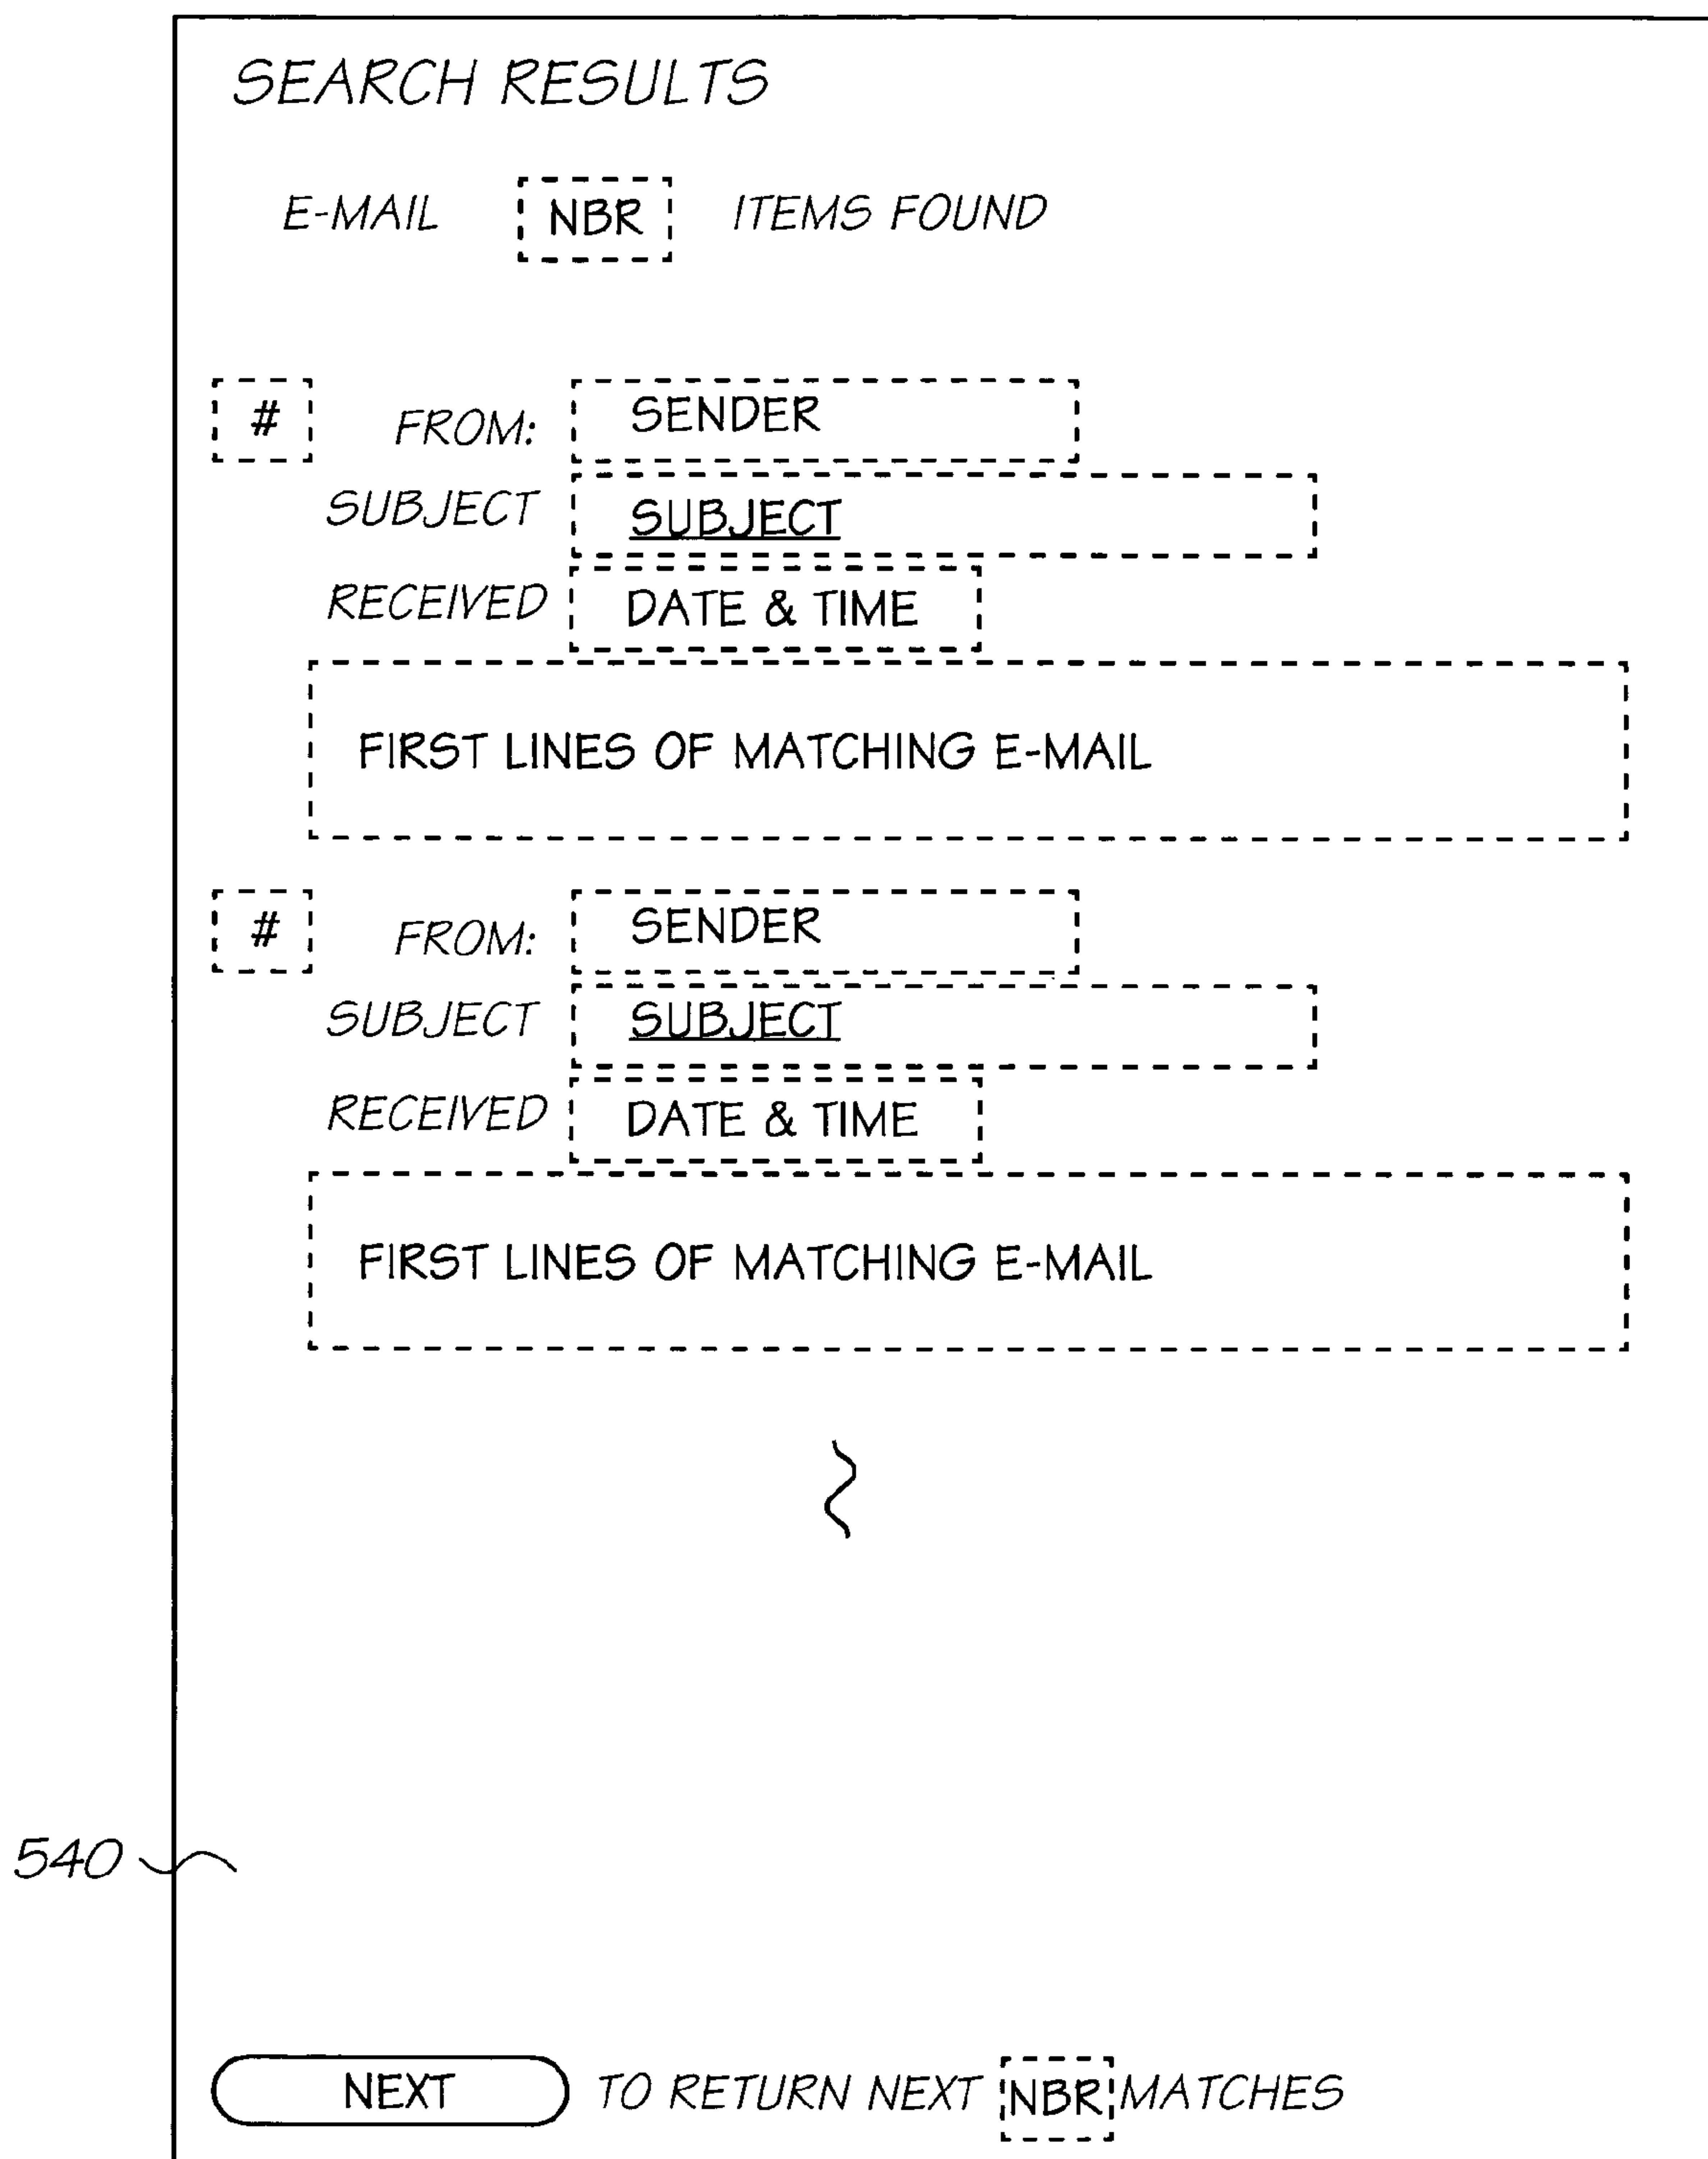 SEARCH RESULTS
E-MAIL NBR ITEMS FOUND
# FROM: SENDER
SUBJECT SUBJECT
RECEIVED DATE & TIME
FIRST LINES OF MATCHING E-MAIL
# FROM: SENDER
SUBJECT SUBJECT
RECEIVED DATE & TIME
FIRST LINES OF MATCHING E-MAIL
540
NEXT TO RETURN NEXT NBR MATCHES